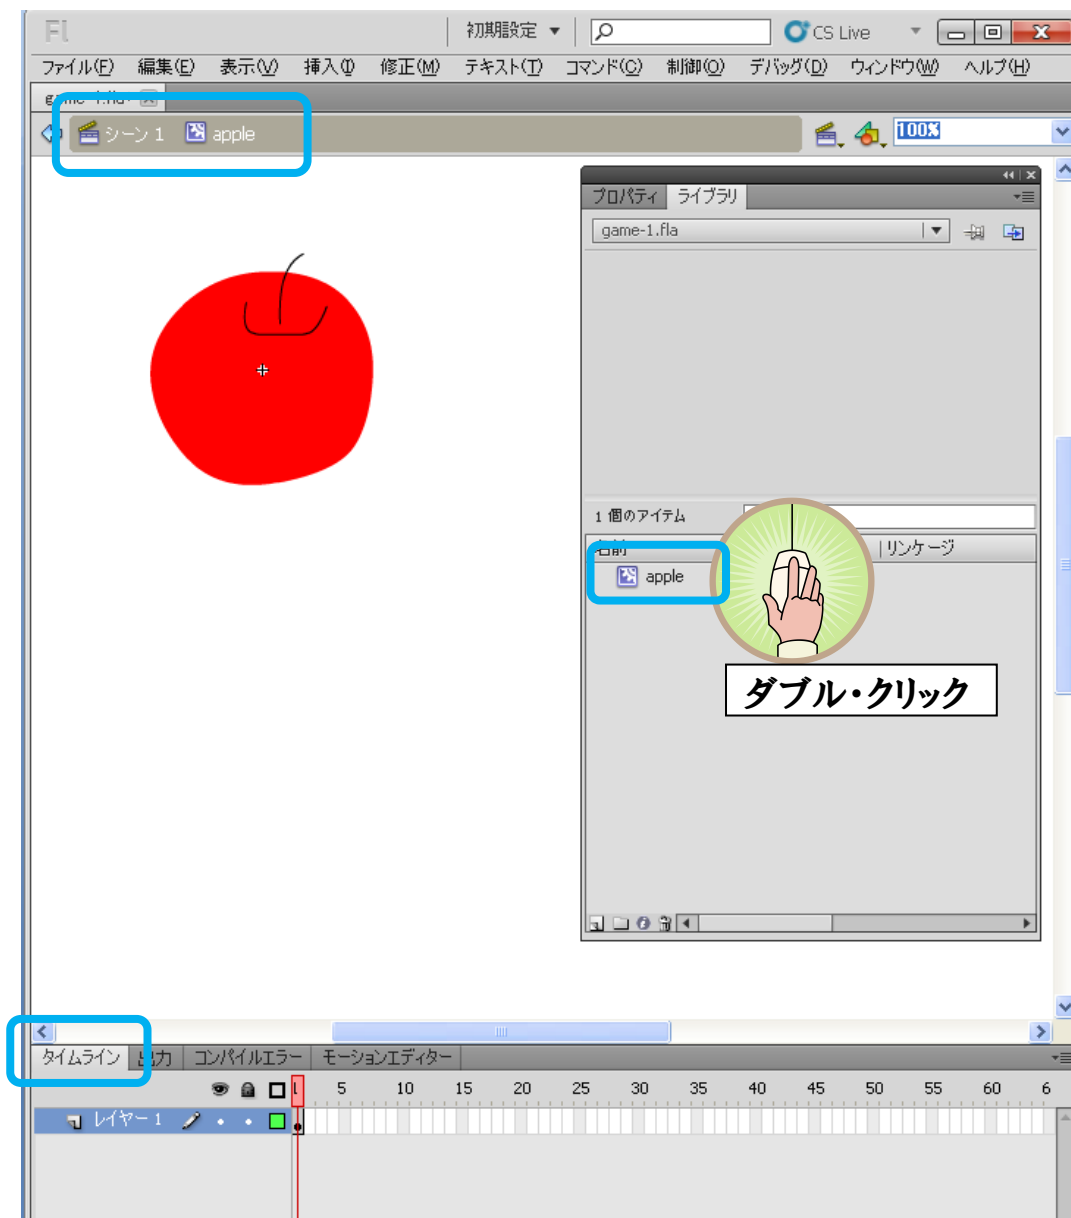 Fl 初期設定 CS Live
ファイル(F) 編集(E) 表示(V) 挿入(I) 修正(M) テキスト(T) コマンド(C) 制御(O) デバッグ(D) ウィンドウ(W) ヘルプ(H)
シーン 1 apple 100%
プロパティ ライブラリ
game-1.fla
1 個のアイテム
名前 リンケージ
apple
ダブル・クリック
タイムライン 出力 コンパイルエラー モーションエディター
1 5 10 15 20 25 30 35 40 45 50 55 60 6
レイヤー 1